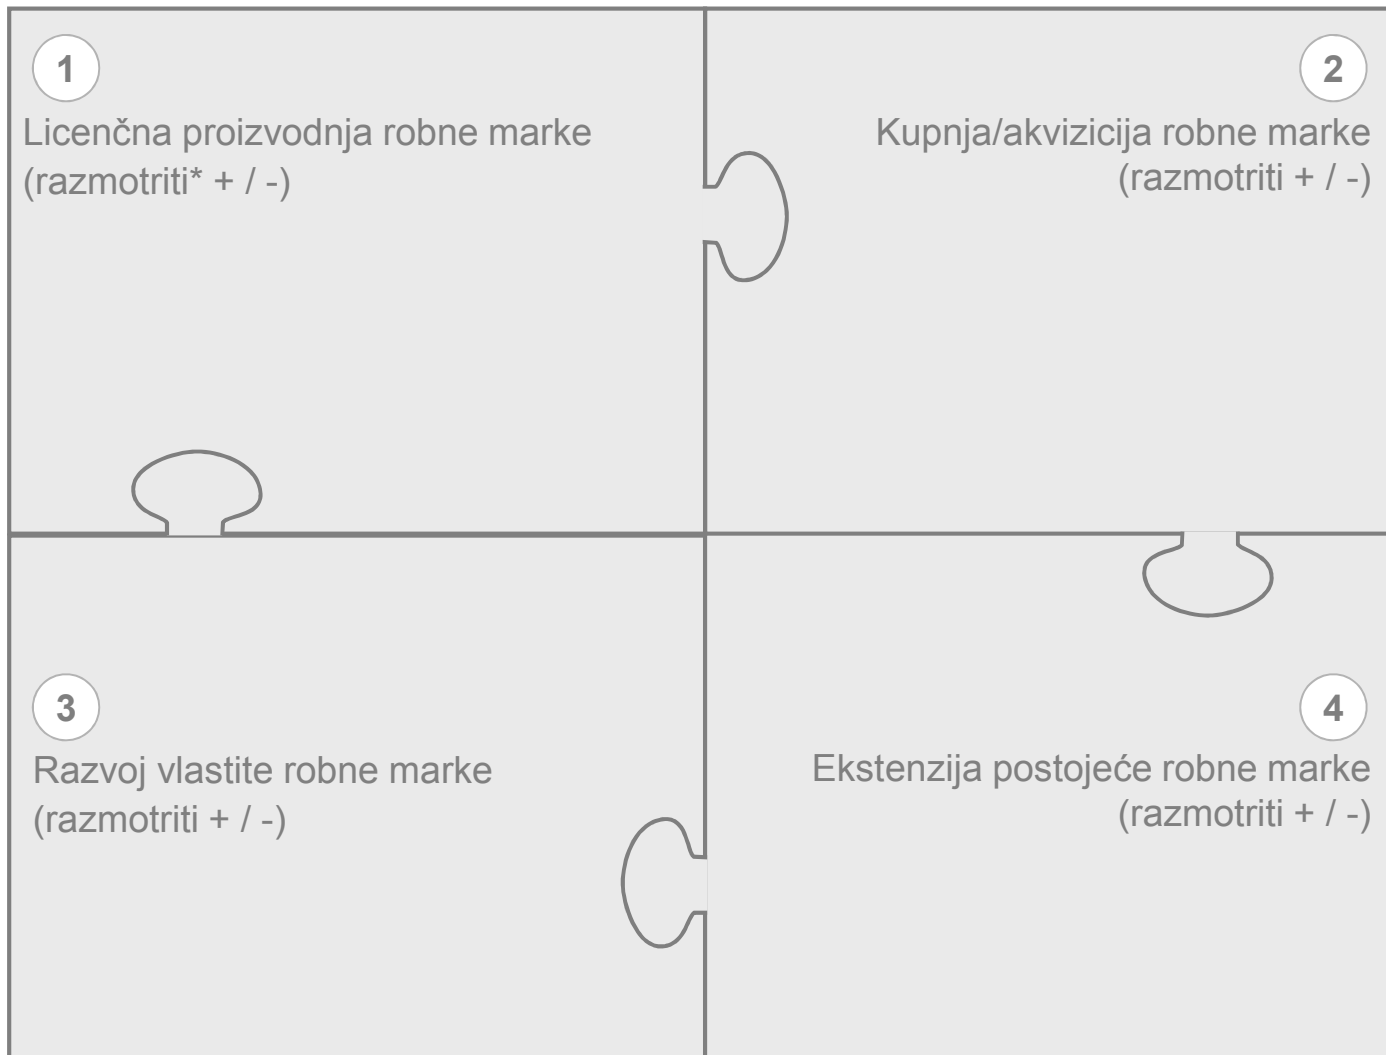 1
Licenčna proizvodnja robne marke
(razmotriti* + / -)
2
Kupnja/akvizicija robne marke
(razmotriti + / -)
3
Razvoj vlastite robne marke
(razmotriti + / -)
4
Ekstenzija postojeće robne marke
(razmotriti + / -)